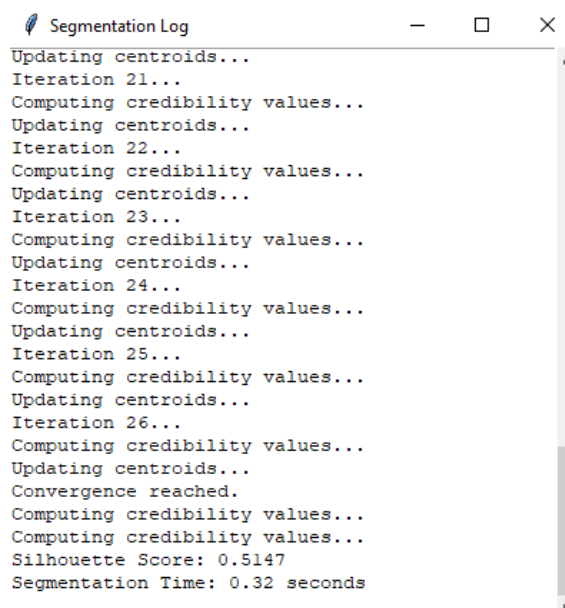 Segmentation Log
Updating centroids...
Iteration 21...
Computing credibility values...
Updating centroids...
Iteration 22...
Computing credibility values...
Updating centroids...
Iteration 23...
Computing credibility values...
Updating centroids...
Iteration 24...
Computing credibility values...
Updating centroids...
Iteration 25...
Computing credibility values...
Updating centroids...
Iteration 26...
Computing credibility values...
Updating centroids...
Convergence reached.
Computing credibility values...
Computing credibility values...
Silhouette Score: 0.5147
Segmentation Time: 0.32 seconds